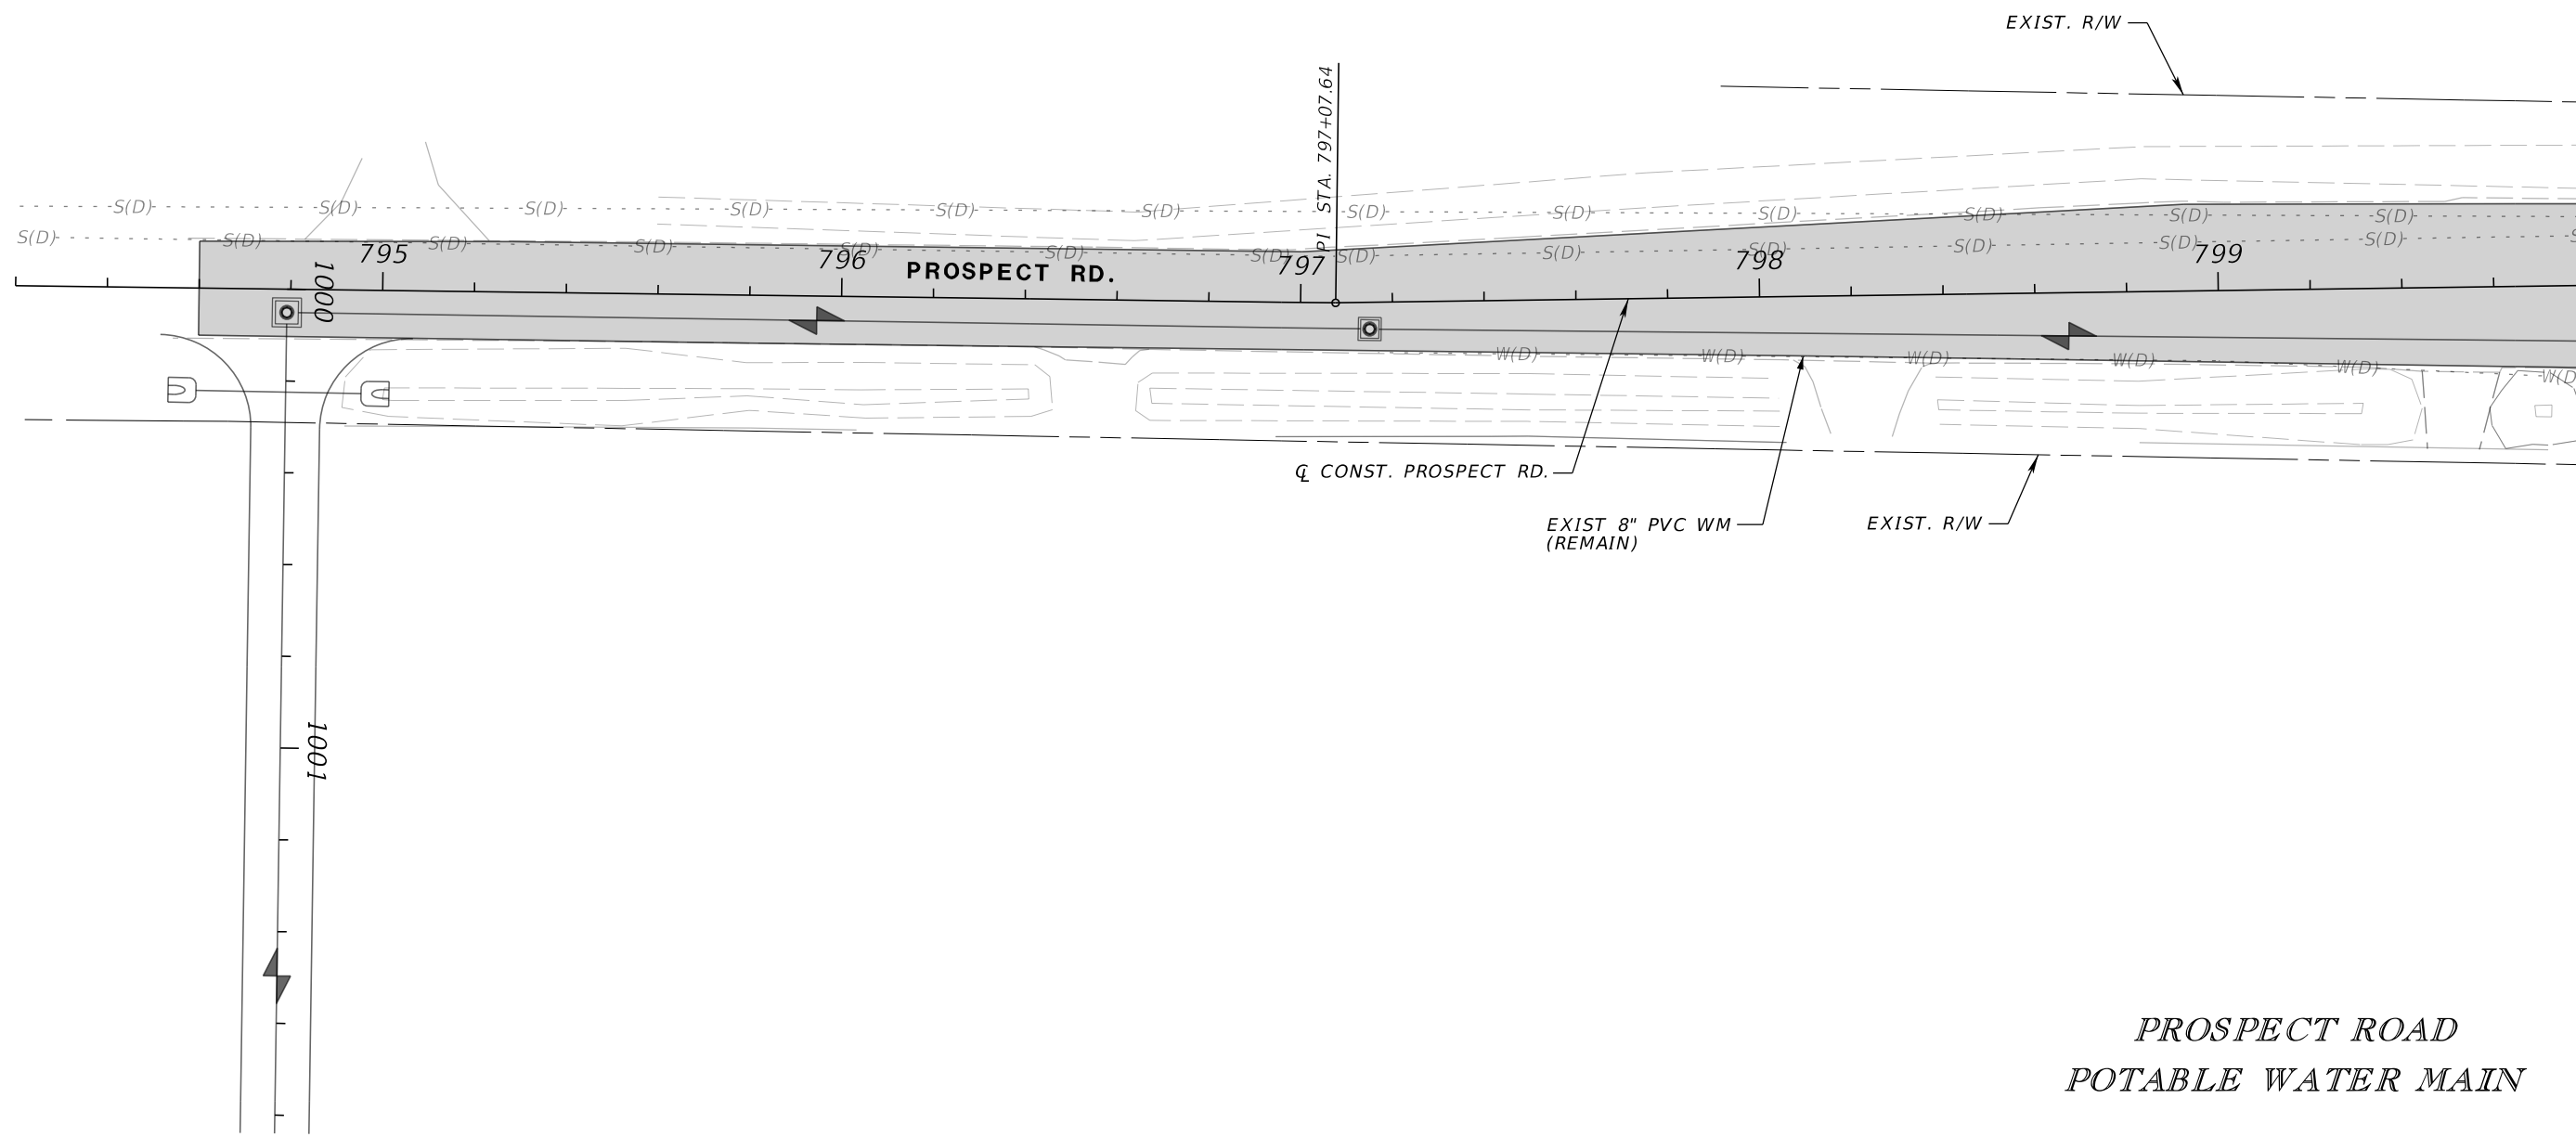 EXIST. R/W
PI STA. 797+07.64
S(D) S(D) S(D) S(D) S(D) S(D) S(D) S(D) S(D) S(D) S(D) S(D)
S(D) S(D) S(D) S(D) S(D) S(D) S(D) S(D) S(D) S(D) S(D) S(D) S
795 796 797 798 799
PROSPECT RD.
1000
W(D) W(D) W(D) W(D) W(D) W(D
℄ CONST. PROSPECT RD.
EXIST 8" PVC WM
(REMAIN)
EXIST. R/W
1001
PROSPECT ROAD
POTABLE WATER MAIN